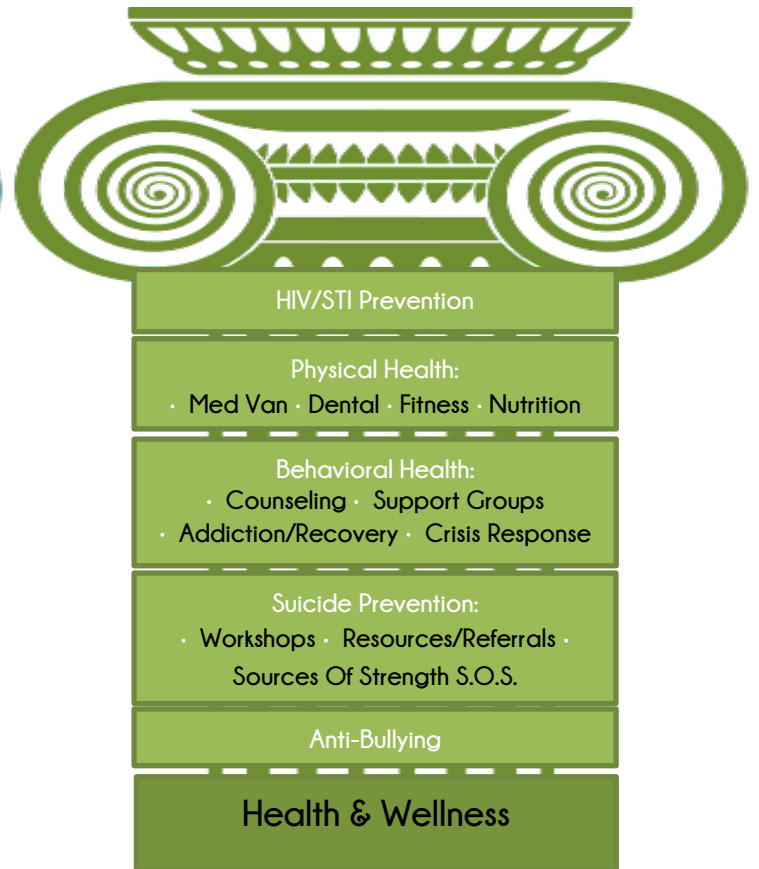 HIV/STI Prevention
Physical Health:
· Med Van · Dental · Fitness · Nutrition
Behavioral Health:
· Counseling · Support Groups
· Addiction/Recovery · Crisis Response
Suicide Prevention:
· Workshops · Resources/Referrals ·
Sources Of Strength S.O.S.
Anti-Bullying
Health & Wellness